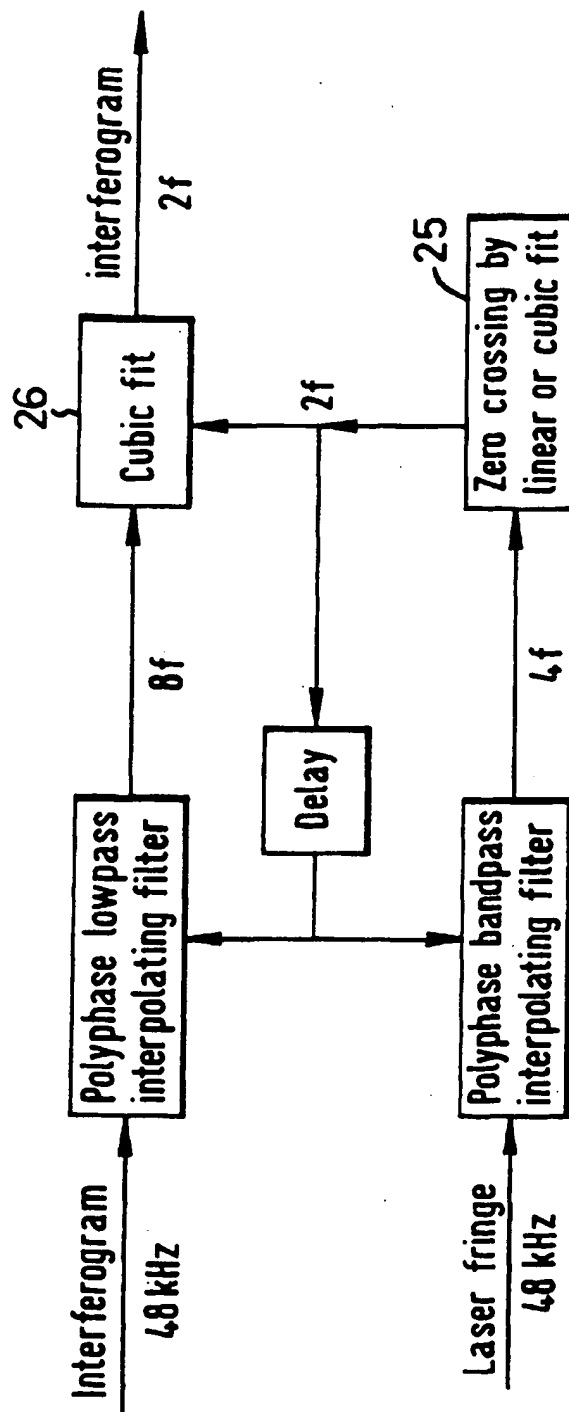 Interferogram
48 kHz
Polyphase lowpass
interpolating filter
8f
26
Cubic fit
interferogram
2f
Delay
2f
Laser fringe
48 kHz
Polyphase bandpass
interpolating filter
4f
25
Zero crossing by
linear or cubic fit